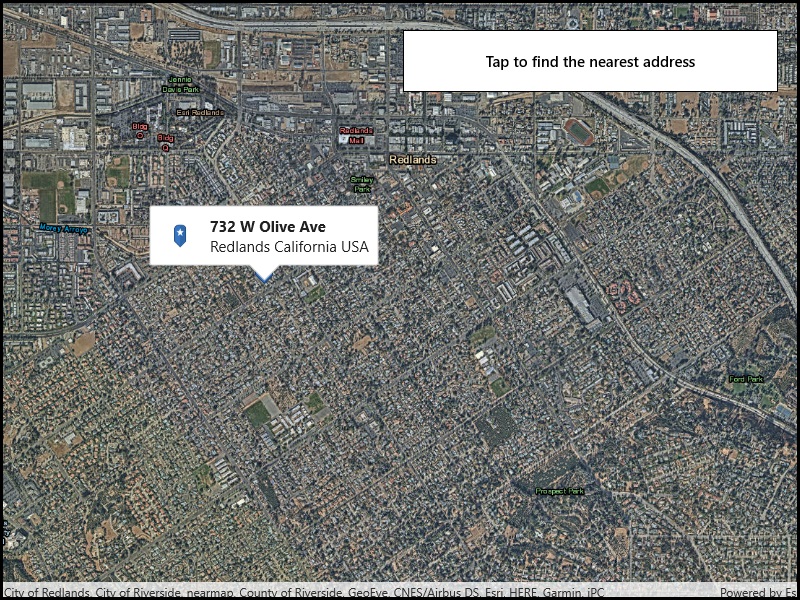 Tap to find the nearest address
Jennie
Davis Park
Esri Redlands
Bldg
Bldg
Redlands
Mall
Redlands
Smiley
Park
Morey Arroyo
732 W Olive Ave
Redlands California USA
Ford Park
Prospect Park
City of Redlands, City of Riverside, nearmap, County of Riverside, GeoEye, CNES/Airbus DS, Esri, HERE, Garmin, iPC
Powered by Es